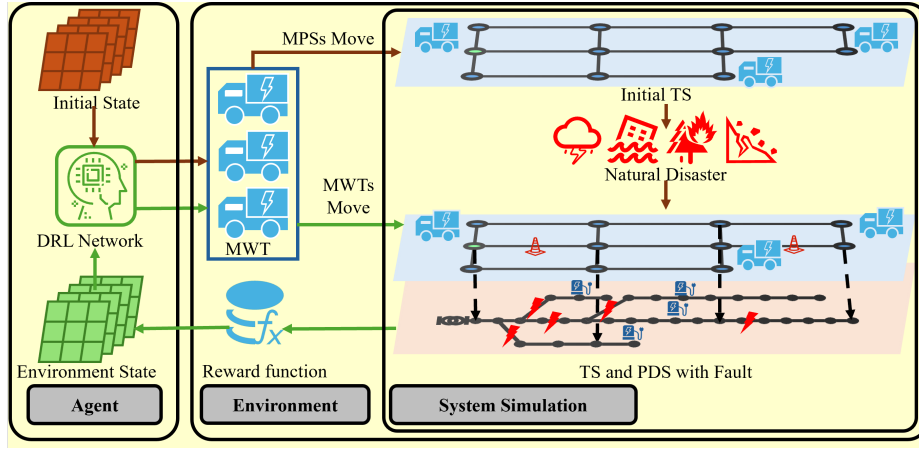 Initial State
DRL Network
Environment State
Agent
MPSs Move
MWT
MWTs
Move
Reward function
Environment
Initial TS
Natural Disaster
TS and PDS with Fault
System Simulation